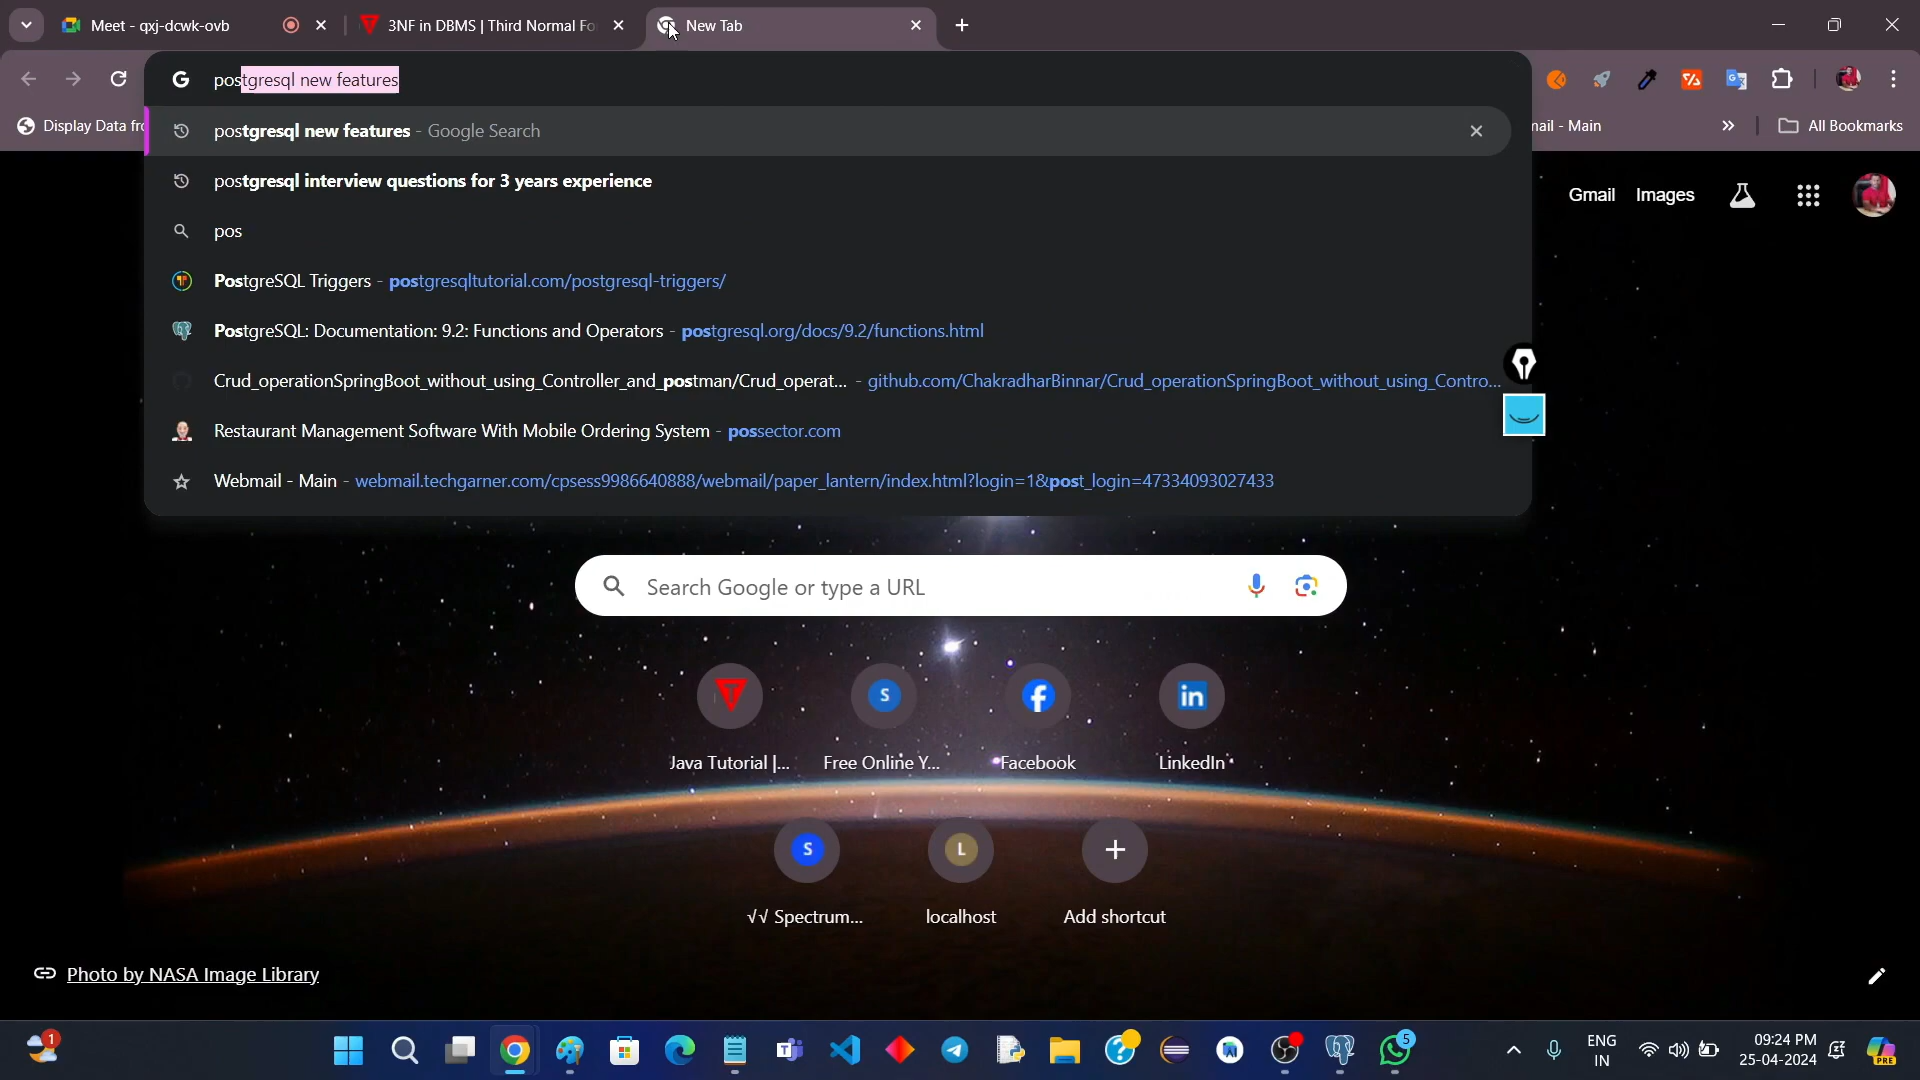 Meet - qxj-dcwk-ovb
3NF in DBMS | Third Normal Fo
New Tab
postgresql new features
Display Data fro
nail - Main
All Bookmarks
postgresql new features - Google Search
postgresql interview questions for 3 years experience
pos
PostgreSQL Triggers - postgresqltutorial.com/postgresql-triggers/
PostgreSQL: Documentation: 9.2: Functions and Operators - postgresql.org/docs/9.2/functions.html
Crud_operationSpringBoot_without_using_Controller_and_postman/Crud_operat... - github.com/ChakradharBinnar/Crud_operationSpringBoot_without_using_Contro...
Restaurant Management Software With Mobile Ordering System - possector.com
Webmail - Main - webmail.techgarner.com/cpsess9986640888/webmail/paper_lantern/index.html?login=1&post_login=47334093027433
Gmail Images
Search Google or type a URL
Java Tutorial |...
Free Online Y...
Facebook
LinkedIn
√√ Spectrum...
localhost
Add shortcut
Photo by NASA Image Library
ENG
IN
09:24 PM
25-04-2024